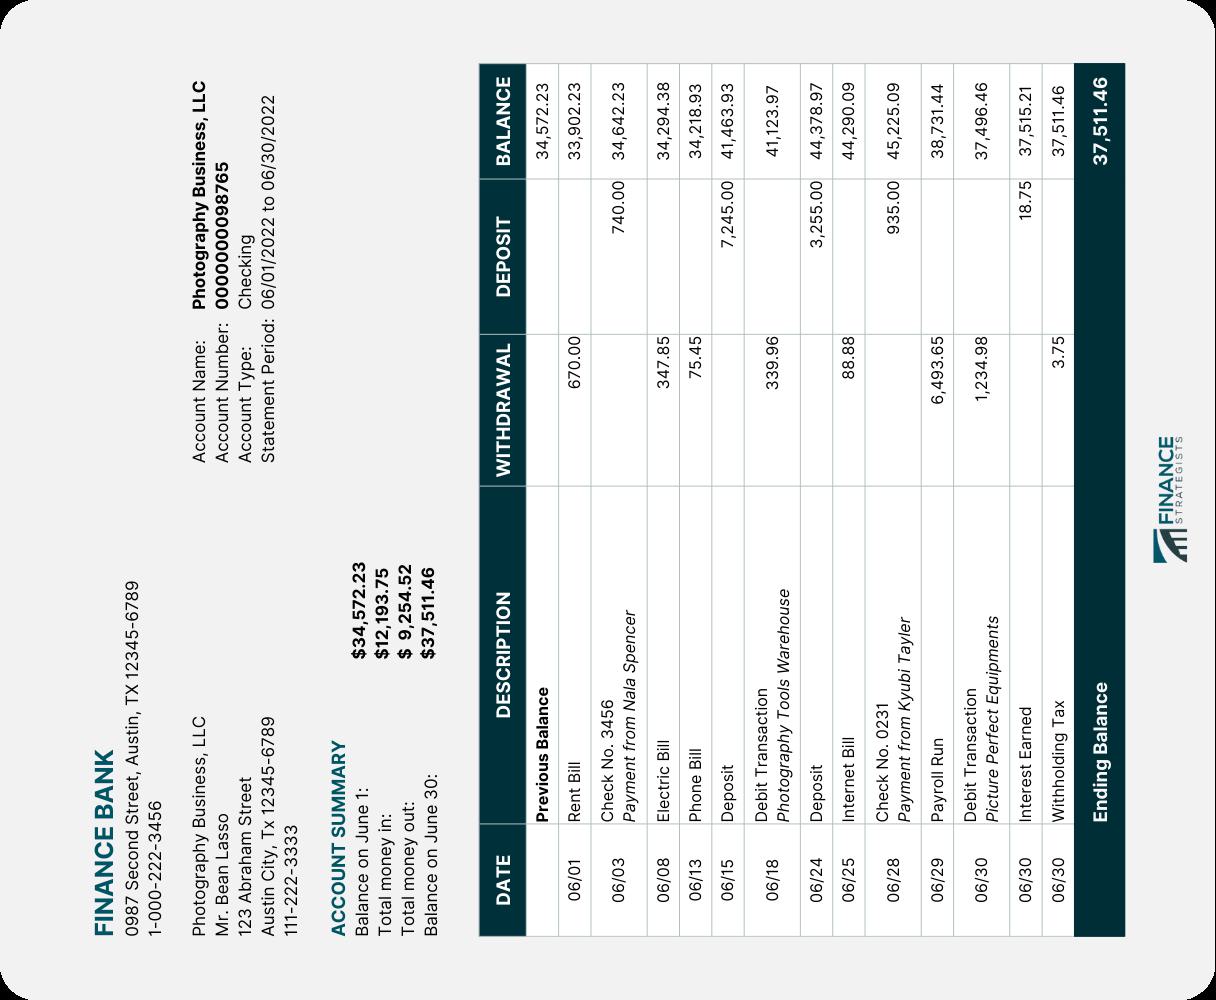 FINANCE BANK
0987 Second Street, Austin, TX 12345-6789
1-000-222-3456
Photography Business, LLC
Mr. Bean Lasso
123 Abraham Street
Austin City, Tx 12345-6789
111-222-3333
Account Name: Photography Business, LLC
Account Number: 0000000098765
Account Type: Checking
Statement Period: 06/01/2022 to 06/30/2022
ACCOUNT SUMMARY
Balance on June 1: $34,572.23
Total money in: $12,193.75
Total money out: $ 9,254.52
Balance on June 30: $37,511.46
DATE DESCRIPTION WITHDRAWAL DEPOSIT BALANCE
Previous Balance 34,572.23
06/01 Rent Bill 670.00 33,902.23
06/03 Check No. 3456 740.00 34,642.23
Payment from Nala Spencer
06/08 Electric Bill 347.85 34,294.38
06/13 Phone Bill 75.45 34,218.93
06/15 Deposit 7,245.00 41,463.93
06/18 Debit Transaction 339.96 41,123.97
Photography Tools Warehouse
06/24 Deposit 3,255.00 44,378.97
06/25 Internet Bill 88.88 44,290.09
06/28 Check No. 0231 935.00 45,225.09
Payment from Kyubi Tayler
06/29 Payroll Run 6,493.65 38,731.44
06/30 Debit Transaction 1,234.98 37,496.46
Picture Perfect Equipments
06/30 Interest Earned 18.75 37,515.21
06/30 Withholding Tax 3.75 37,511.46
Ending Balance 37,511.46
FINANCE
STRATEGISTS